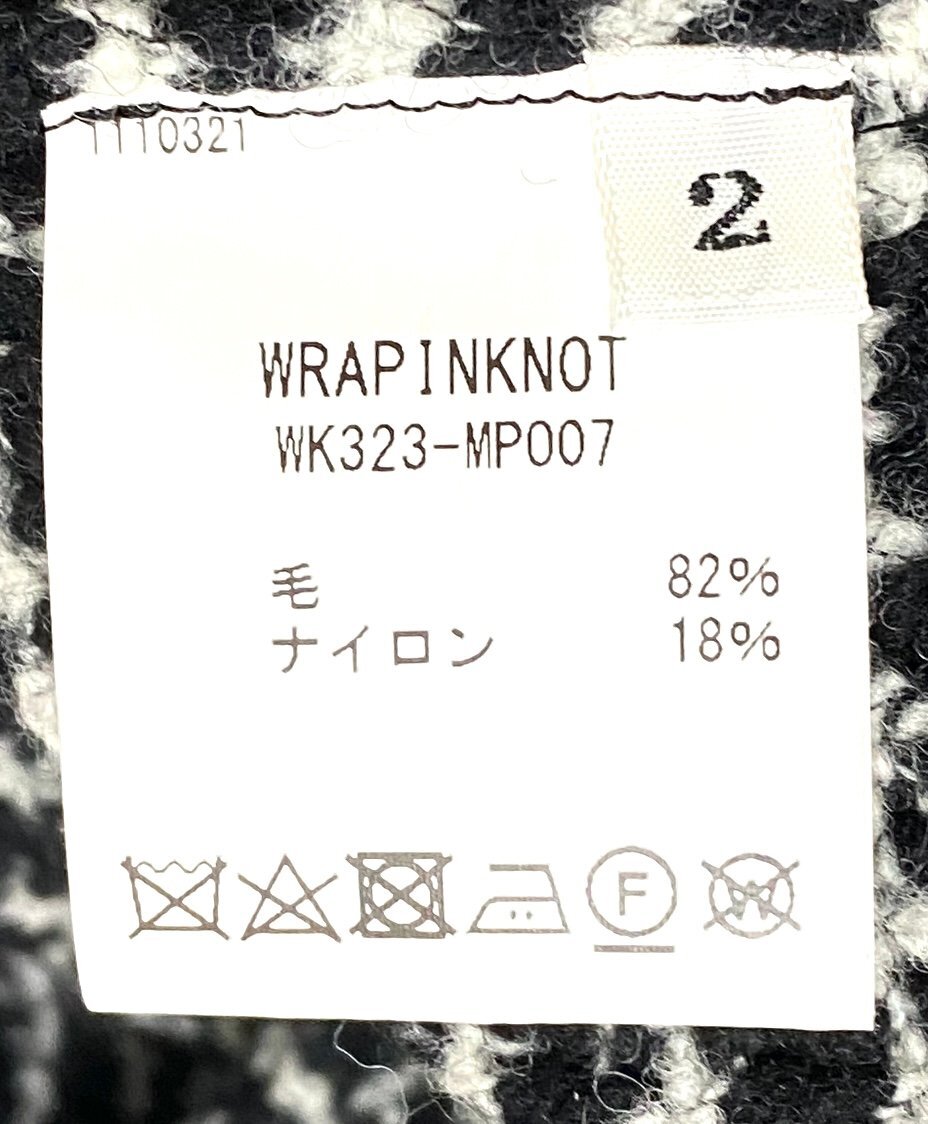 1110321
2
WRAPINKNOT
WK323-MP007
毛 82%
ナイロン 18%
F W